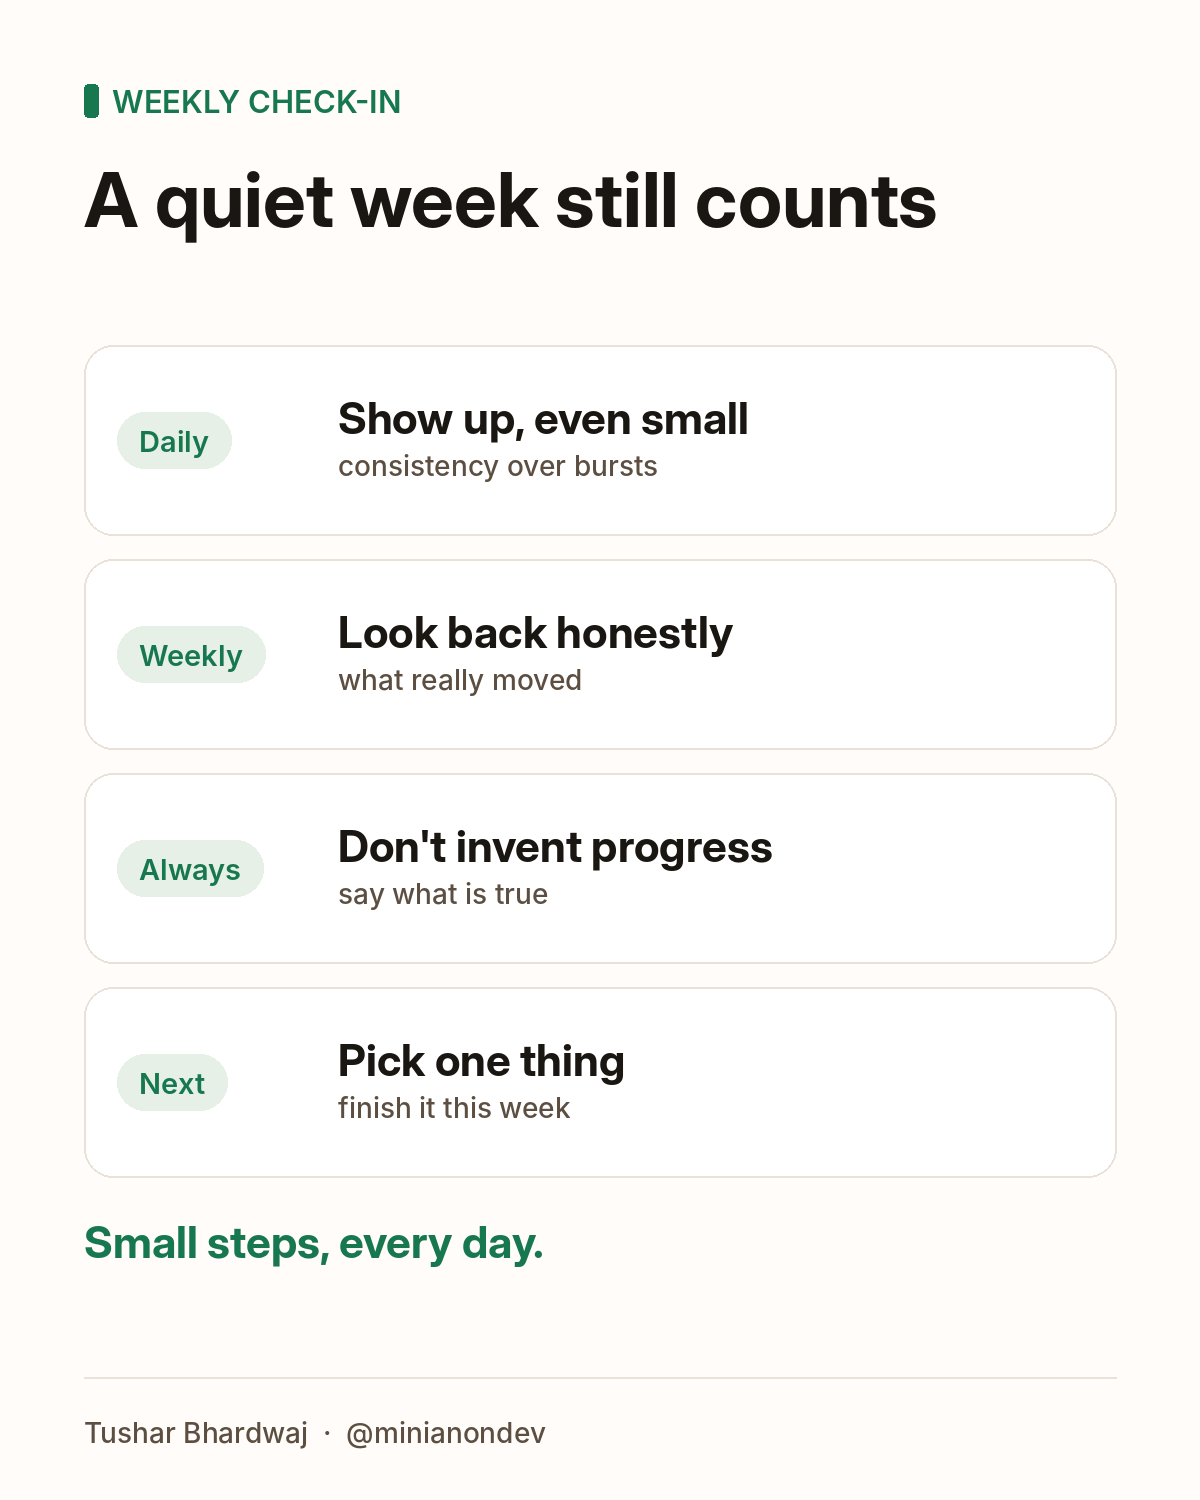 WEEKLY CHECK-IN
A quiet week still counts
Daily
Show up, even small
consistency over bursts
Weekly
Look back honestly
what really moved
Always
Don't invent progress
say what is true
Next
Pick one thing
finish it this week
Small steps, every day.
Tushar Bhardwaj · @minianondev